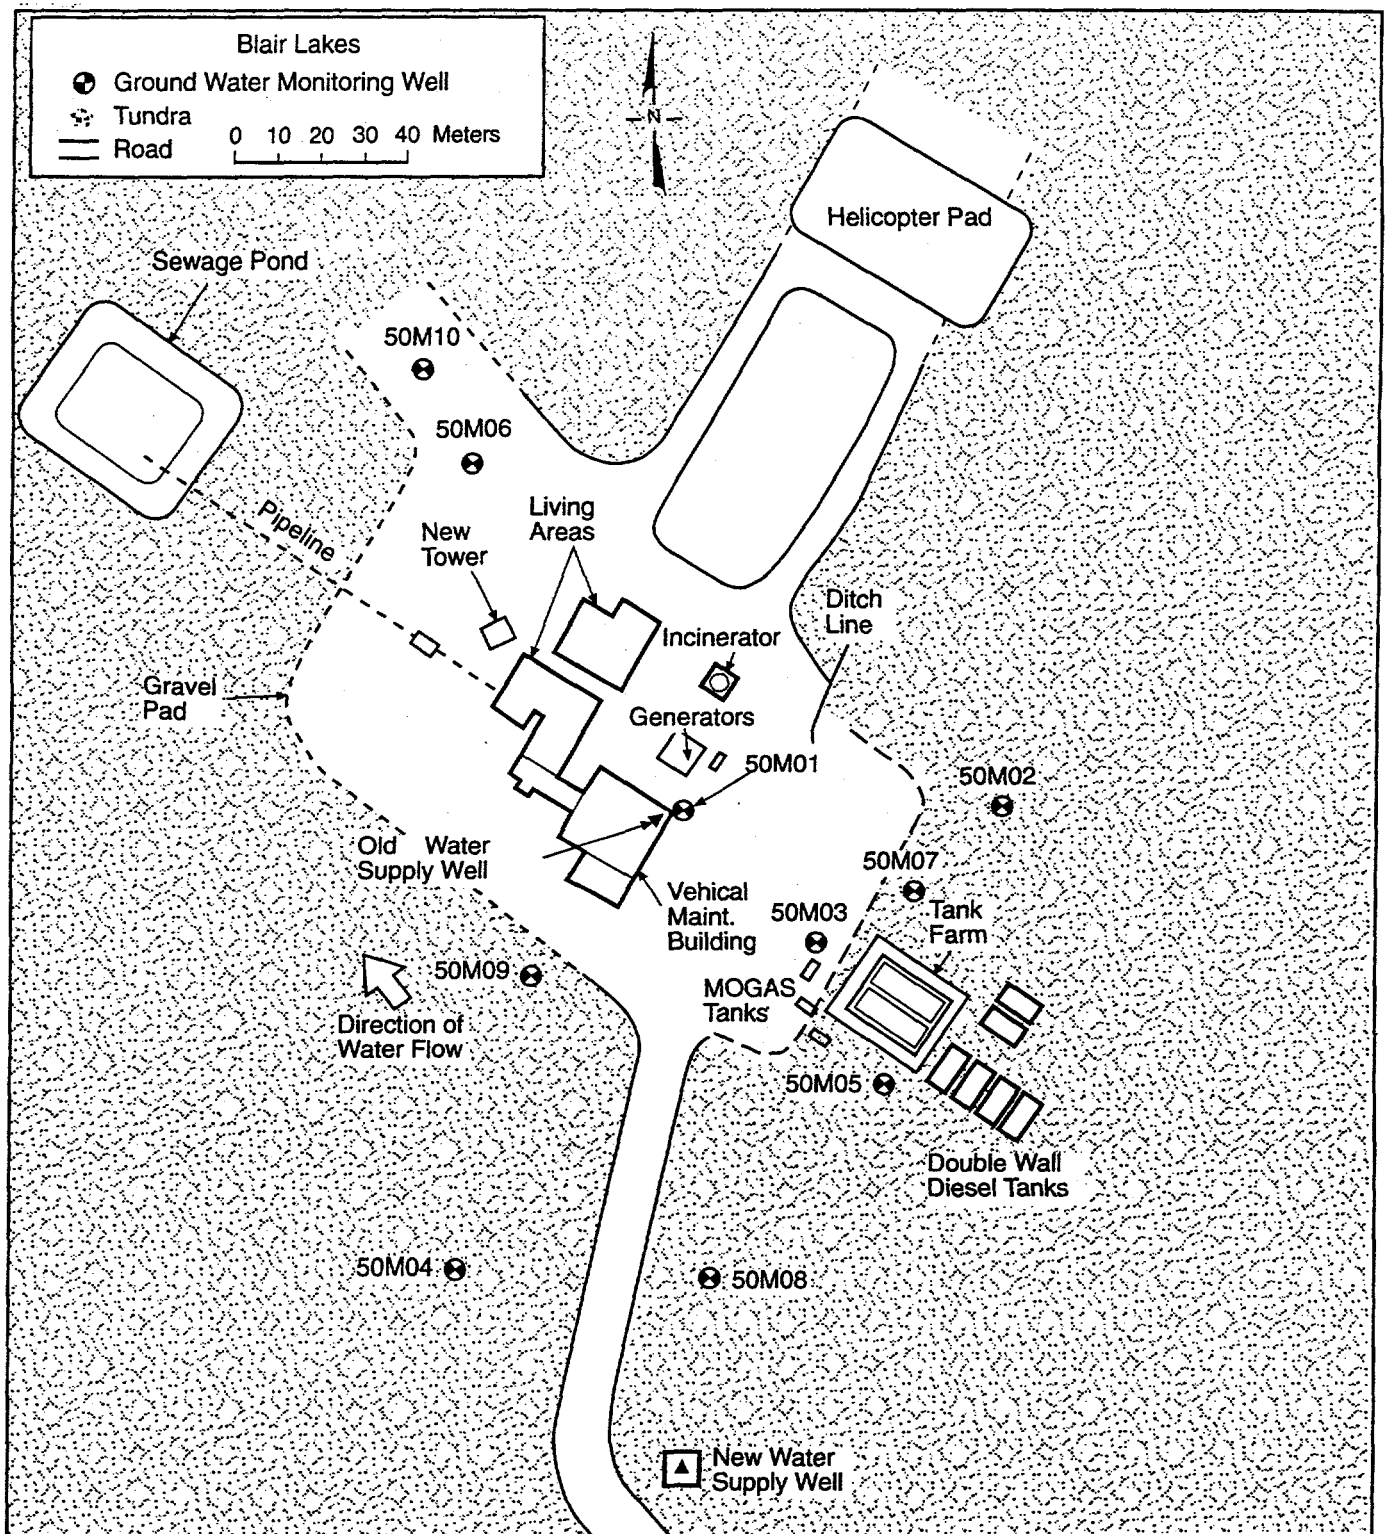 Blair Lakes
Ground Water Monitoring Well
Tundra
Road
0 10 20 30 40 Meters
N
Helicopter Pad
Sewage Pond
50M10
50M06
Pipeline
Living
Areas
New
Tower
Ditch
Line
Incinerator
Gravel
Pad
Generators
50M01
50M02
Old Water
Supply Well
50M07
Vehical
Maint.
Building
50M03
Tank
Farm
50M09
MOGAS
Tanks
Direction of
Water Flow
50M05
Double Wall
Diesel Tanks
50M04
50M08
New Water
Supply Well